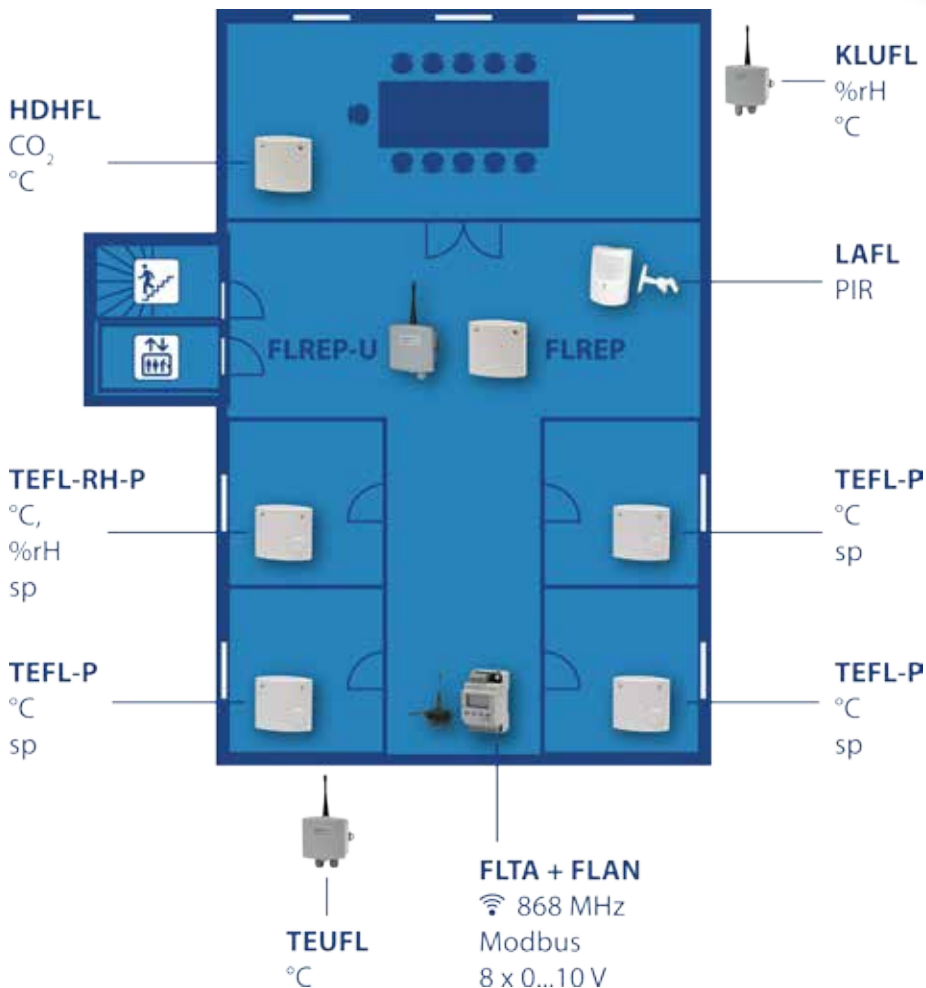 KLUFL
%rH
°C
HDHFL
CO₂
°C
LAFL
PIR
FLREP-U
FLREP
TEFL-RH-P
°C,
%rH
sp
TEFL-P
°C
sp
TEFL-P
°C
sp
TEFL-P
°C
sp
TEUFL
°C
FLTA + FLAN
868 MHz
Modbus
8 x 0...10 V